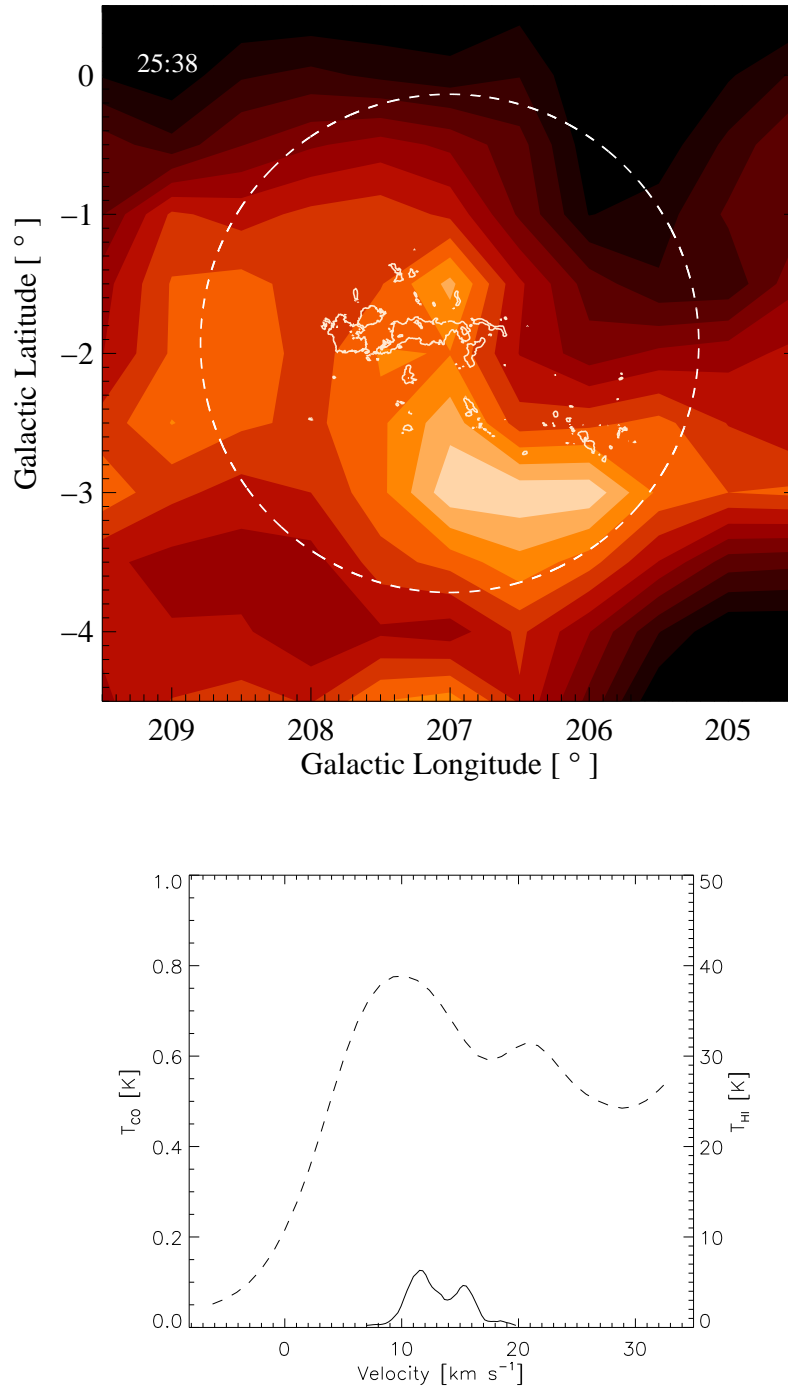 25:38
0
−1
−2
−3
−4
Galactic Latitude [ ° ]
209 208 207 206 205
Galactic Longitude [ ° ]
1.0
0.8
0.6
0.4
0.2
0.0
T_CO [K]
50
40
30
20
10
0
T_HI [K]
0 10 20 30
Velocity [km s⁻¹]